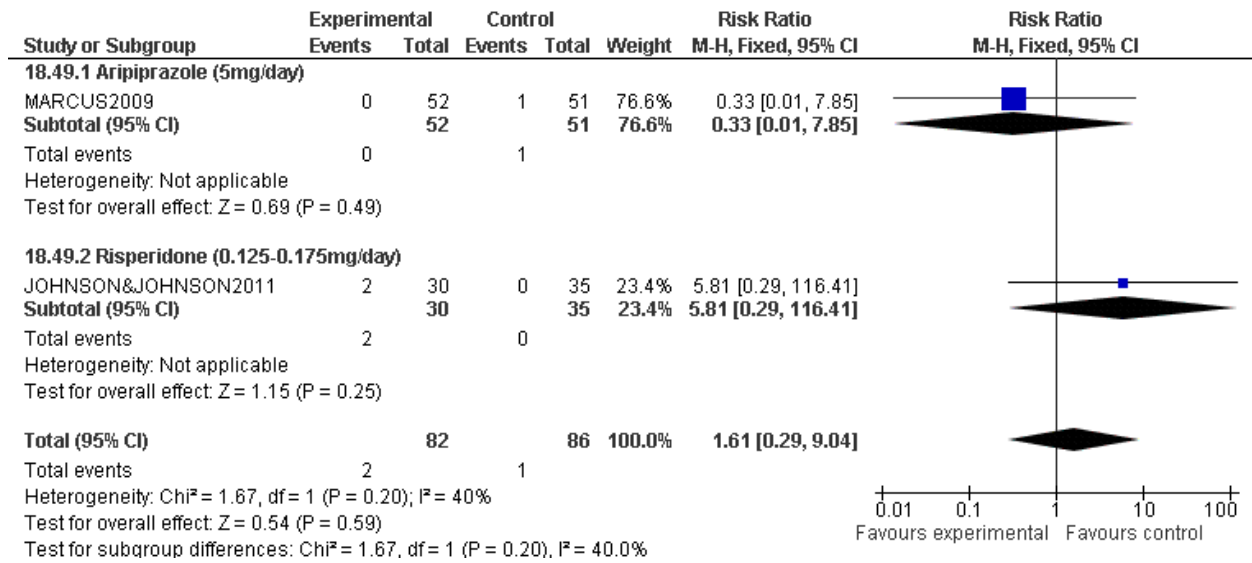 Experimental Control Risk Ratio Risk Ratio
Study or Subgroup Events Total Events Total Weight M-H, Fixed, 95% CI M-H, Fixed, 95% CI
18.49.1 Aripiprazole (5mg/day)
MARCUS2009 0 52 1 51 76.6% 0.33 [0.01, 7.85]
Subtotal (95% CI) 52 51 76.6% 0.33 [0.01, 7.85]
Total events 0 1
Heterogeneity: Not applicable
Test for overall effect: Z = 0.69 (P = 0.49)
18.49.2 Risperidone (0.125-0.175mg/day)
JOHNSON&JOHNSON2011 2 30 0 35 23.4% 5.81 [0.29, 116.41]
Subtotal (95% CI) 30 35 23.4% 5.81 [0.29, 116.41]
Total events 2 0
Heterogeneity: Not applicable
Test for overall effect: Z = 1.15 (P = 0.25)
Total (95% CI) 82 86 100.0% 1.61 [0.29, 9.04]
Total events 2 1
Heterogeneity: Chi² = 1.67, df = 1 (P = 0.20); I² = 40%
Test for overall effect: Z = 0.54 (P = 0.59)
Test for subgroup differences: Chi² = 1.67, df = 1 (P = 0.20), I² = 40.0%
0.01 0.1 1 10 100
Favours experimental Favours control